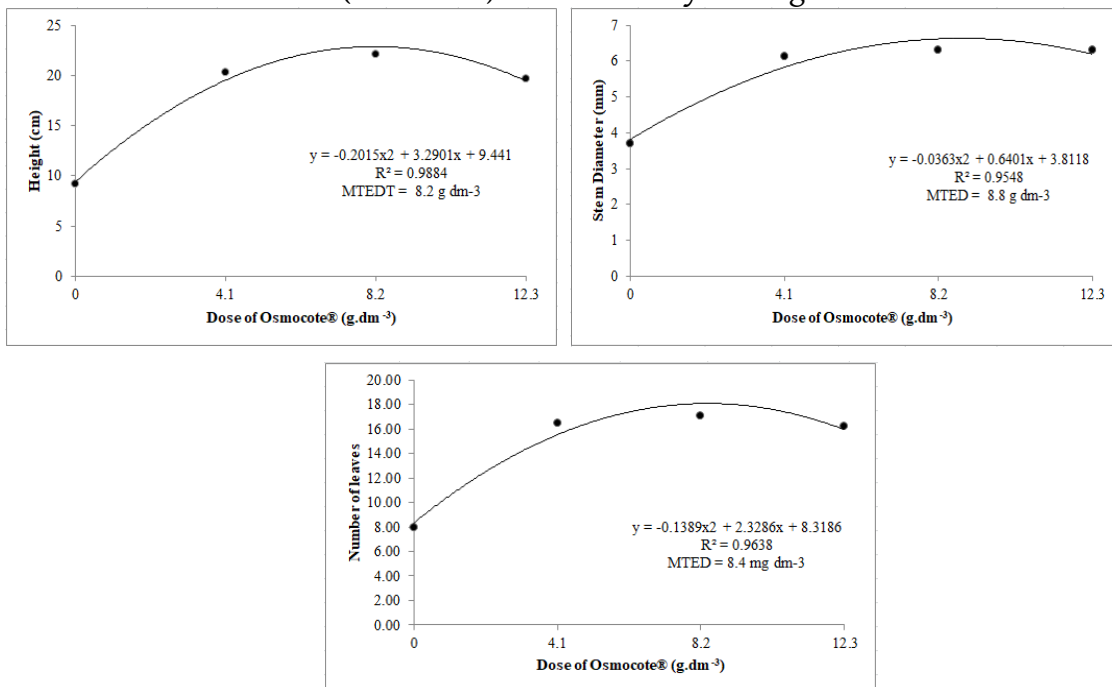 25
20
15
10
5
0
Height (cm)
y = -0.2015x2 + 3.2901x + 9.441
R² = 0.9884
MTEDT = 8.2 g dm-3
0 4.1 8.2 12.3
Dose of Osmocote® (g.dm⁻³)
7
6
5
4
3
2
1
0
Stem Diameter (mm)
y = -0.0363x2 + 0.6401x + 3.8118
R² = 0.9548
MTED = 8.8 g dm-3
0 4.1 8.2 12.3
Dose of Osmocote® (g.dm⁻³)
20.00
18.00
16.00
14.00
12.00
10.00
8.00
6.00
4.00
2.00
0.00
Number of leaves
y = -0.1389x2 + 2.3286x + 8.3186
R² = 0.9638
MTED = 8.4 mg dm-3
0 4.1 8.2 12.3
Dose of Osmocote® (g.dm⁻³)